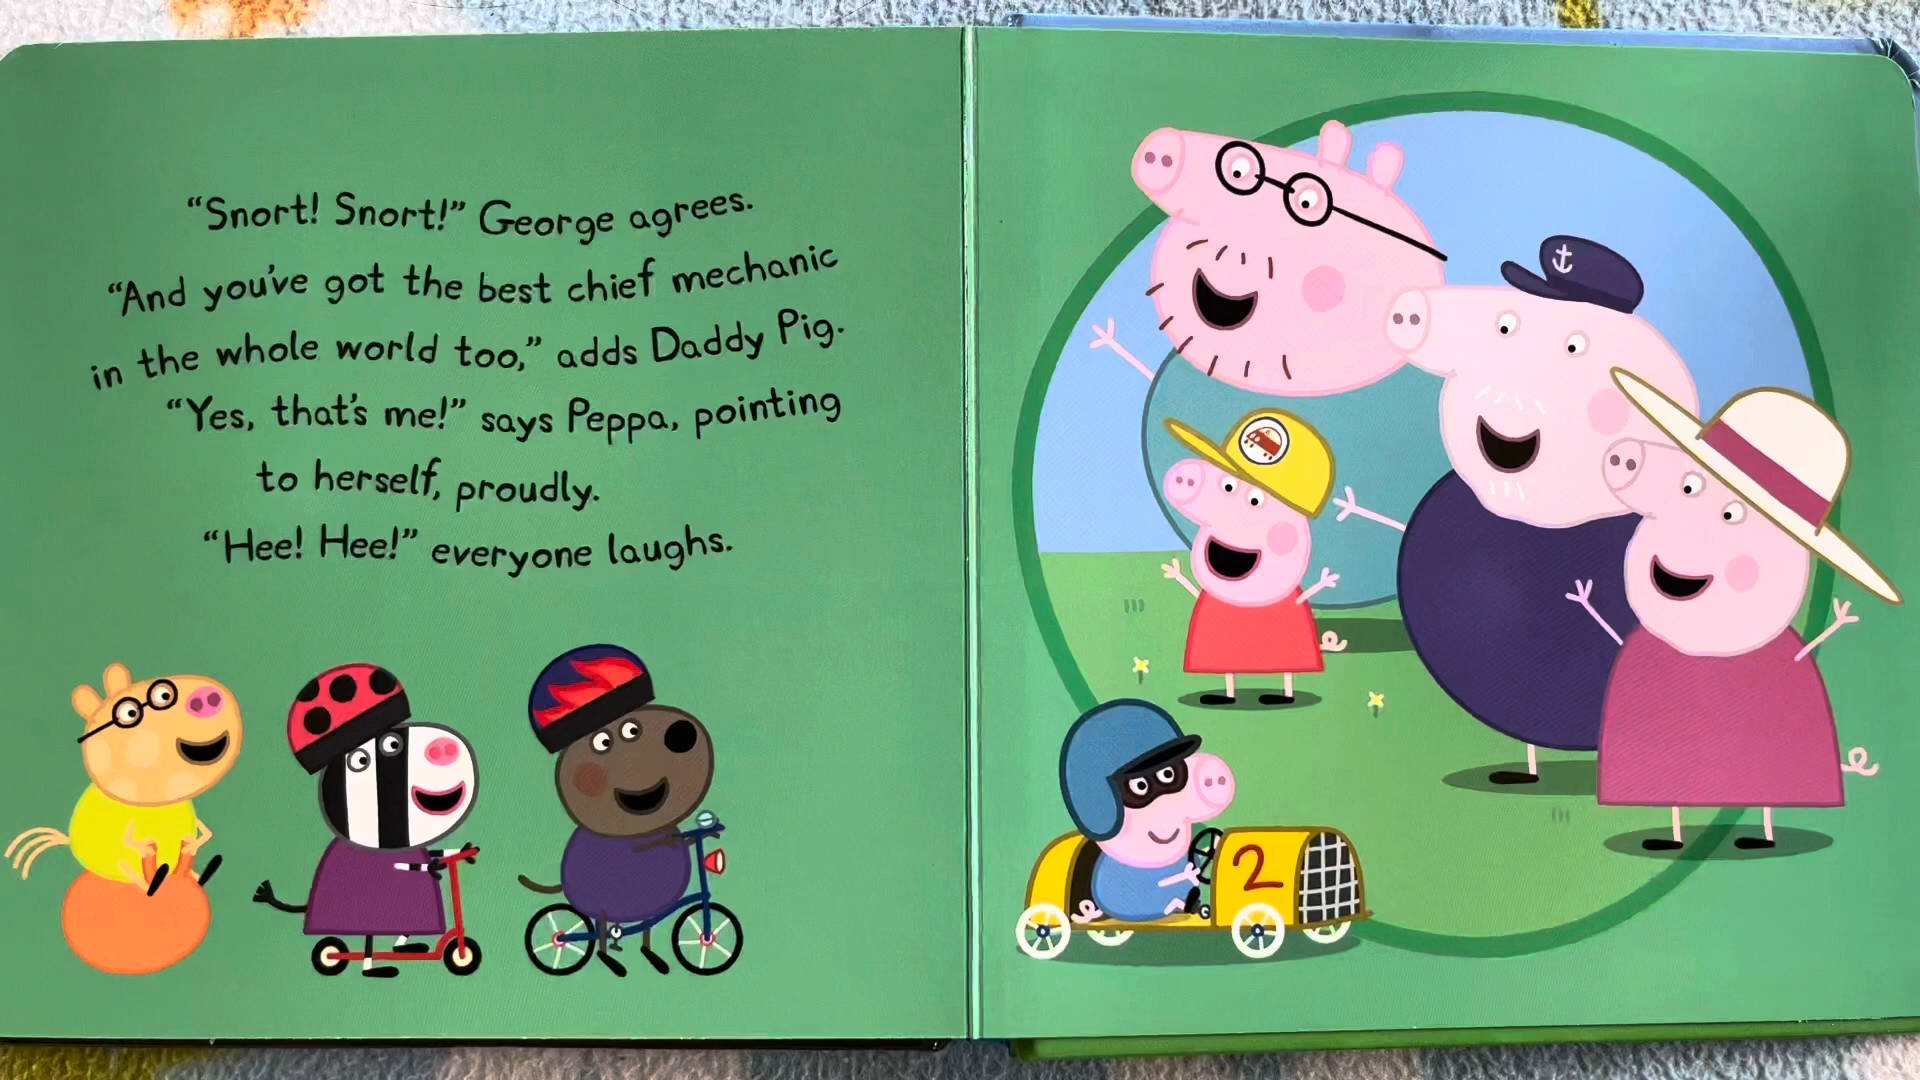 “Snort! Snort!” George agrees.
“And you’ve got the best chief mechanic
in the whole world too,” adds Daddy Pig.
“Yes, that’s me!” says Peppa, pointing
to herself, proudly.
“Hee! Hee!” everyone laughs.
2